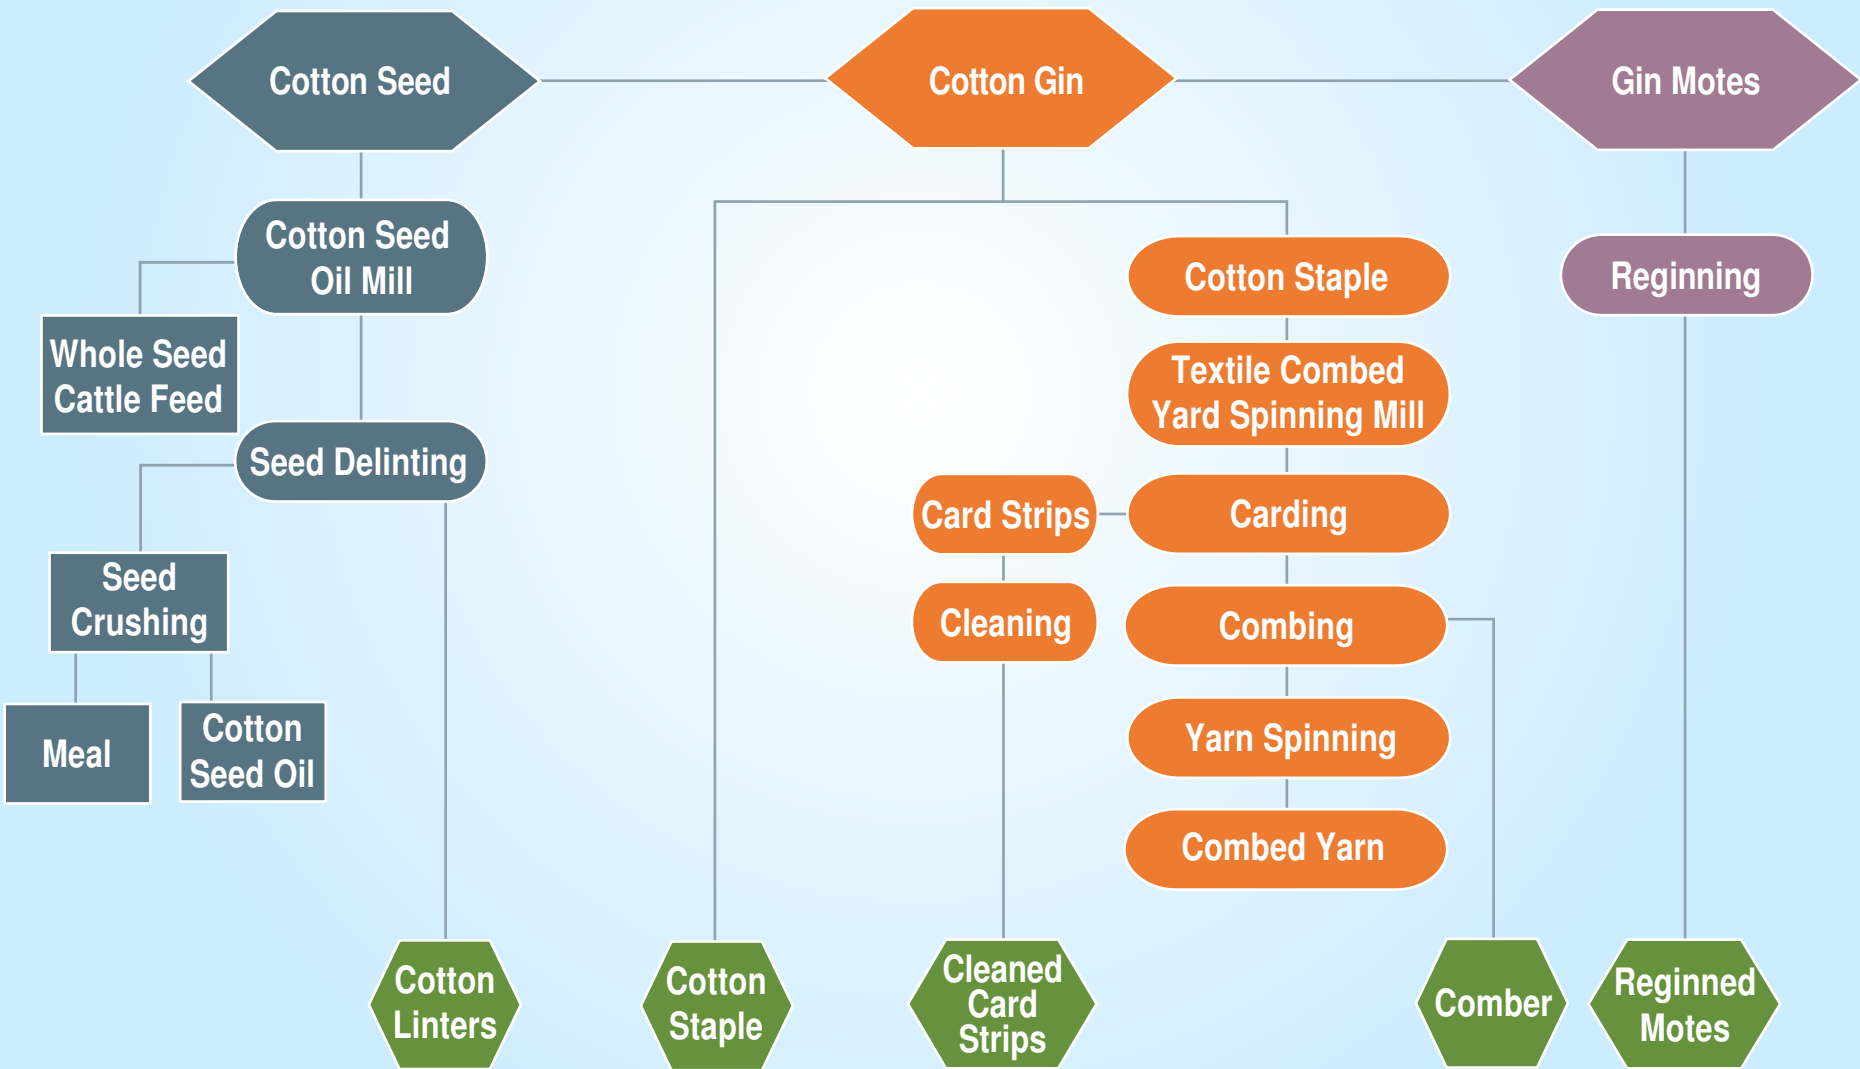 Cotton Seed
Cotton Gin
Gin Motes
Cotton Seed
Oil Mill
Whole Seed
Cattle Feed
Seed Delinting
Seed
Crushing
Meal
Cotton
Seed Oil
Cotton Staple
Textile Combed
Yard Spinning Mill
Card Strips
Carding
Cleaning
Combing
Yarn Spinning
Combed Yarn
Reginning
Cotton
Linters
Cotton
Staple
Cleaned
Card
Strips
Comber
Reginned
Motes